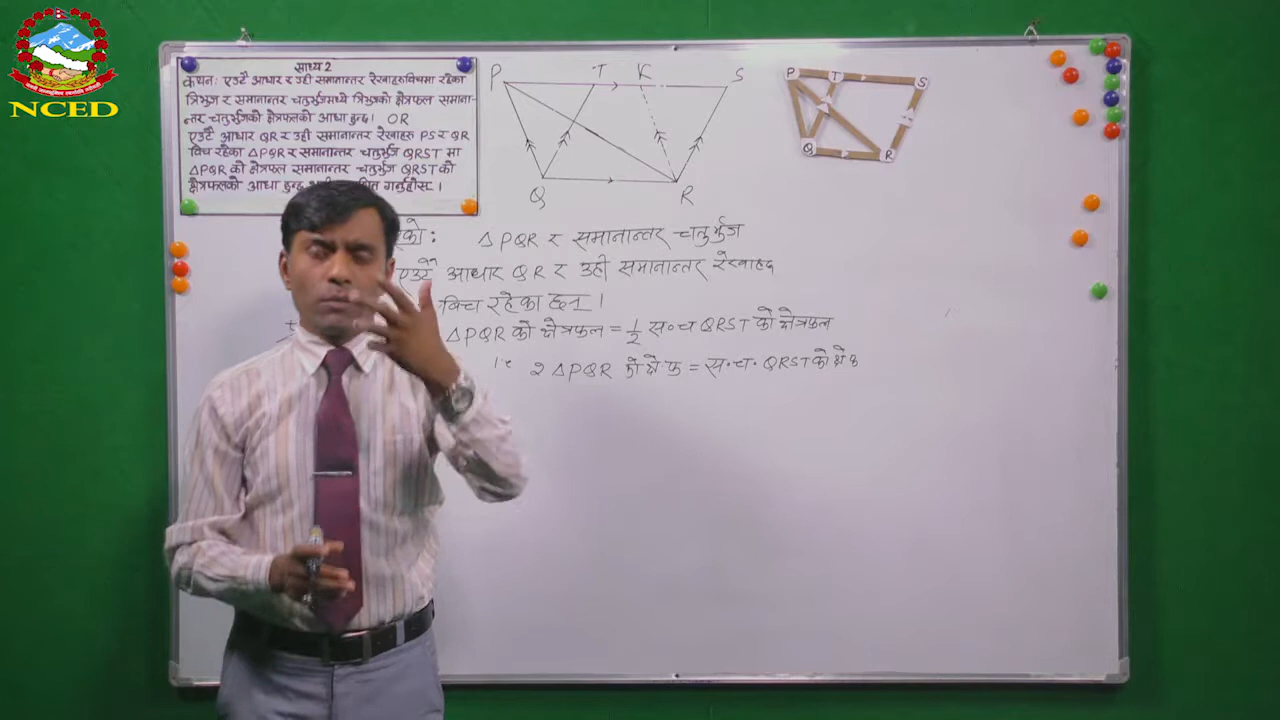 NCED
साध्य 2
कथन: एउटै आधार र उही समानान्तर रेखाहरुबिचमा रहेका
त्रिभुज र समानान्तर चतुर्भुजमध्ये त्रिभुजको क्षेत्रफल समाना-
न्तर चतुर्भुजको क्षेत्रफलको आधा हुन्छ। OR
एउटै आधार QR र उही समानान्तर रेखाहरु PS र QR
बिच रहेका ΔPQR र समानान्तर चतुर्भुज QRST मा
ΔPQR को क्षेत्रफल समानान्तर चतुर्भुज QRST को
क्षेत्रफलको आधा हुन्छ गर्नुहोस ।
P T K S
Q R
P T S
Q R
ΔPQR र समानान्तर चतुर्भुज
एउटै आधार QR र उही समानान्तर रेखाहरु
बिच रहेका छन् ।
ΔPQR को क्षेत्रफल = 1/2 स०च QRST को क्षेत्रफल
i.e 2 ΔPQR को क्षे फ = स.च. QRST को क्षे फ